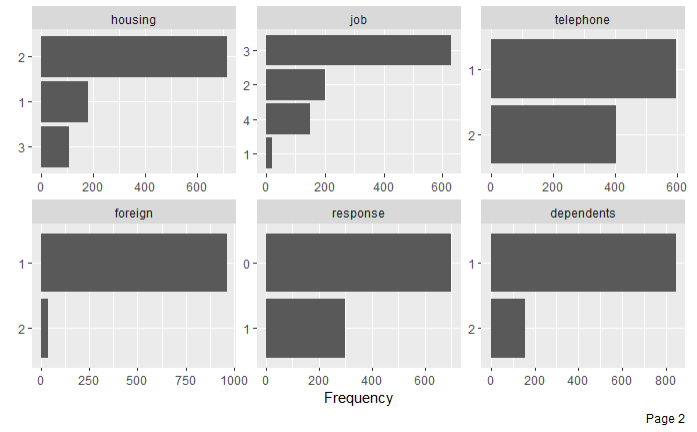 housing job telephone
2 3 1
1 2 2
3 4
1
0 200 400 600 0 200 400 600 0 200 400 600
foreign response dependents
1 0 1
2 1 2
0 250 500 750 1000 0 200 400 600 0 200 400 600 800
Frequency
Page 2